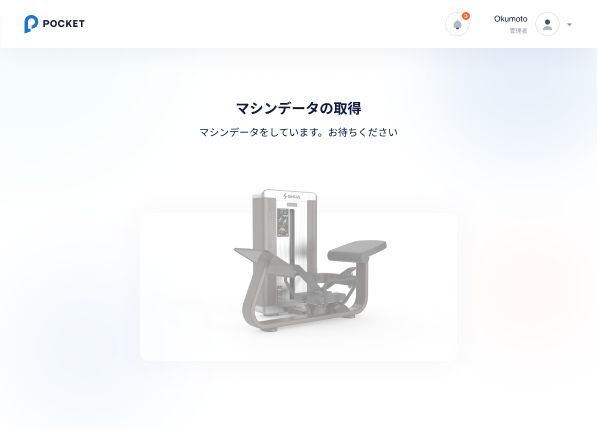 POCKET
3
Okumoto
管理者
マシンデータの取得
マシンデータをしています。お待ちください